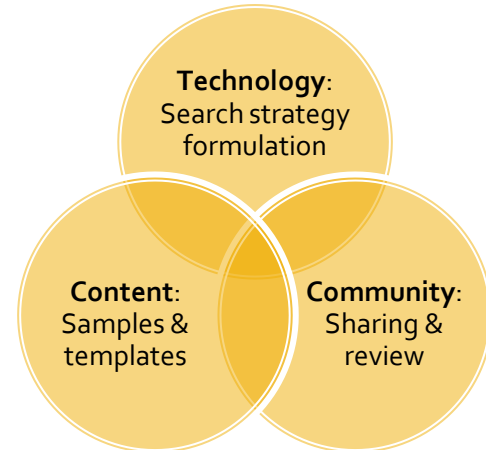 Technology:
Search strategy
formulation
Content:
Samples &
templates
Community:
Sharing &
review